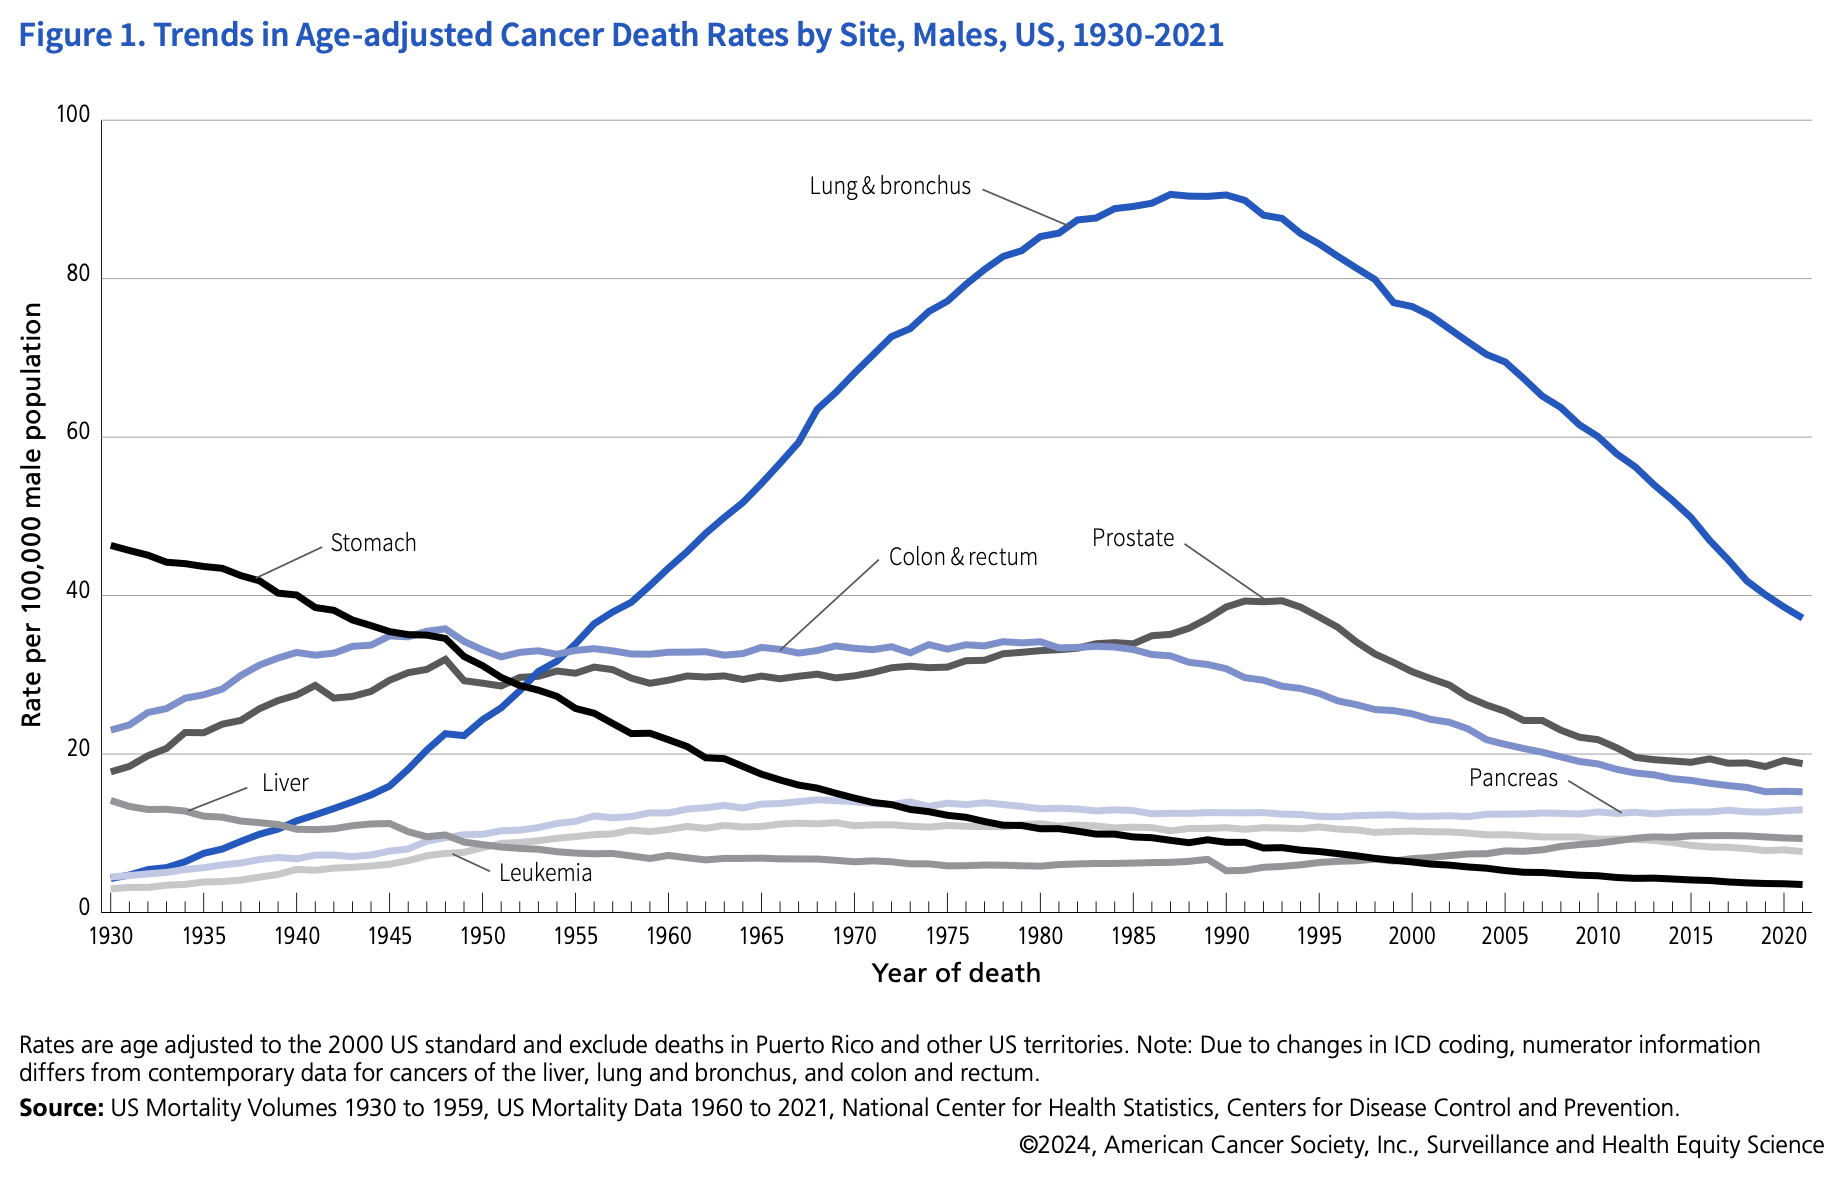 Figure 1. Trends in Age-adjusted Cancer Death Rates by Site, Males, US, 1930-2021
Rate per 100,000 male population
100
80
60
40
20
0
Lung & bronchus
Stomach
Colon & rectum
Prostate
Liver
Pancreas
Leukemia
1930 1935 1940 1945 1950 1955 1960 1965 1970 1975 1980 1985 1990 1995 2000 2005 2010 2015 2020
Year of death
Rates are age adjusted to the 2000 US standard and exclude deaths in Puerto Rico and other US territories. Note: Due to changes in ICD coding, numerator information
differs from contemporary data for cancers of the liver, lung and bronchus, and colon and rectum.
Source: US Mortality Volumes 1930 to 1959, US Mortality Data 1960 to 2021, National Center for Health Statistics, Centers for Disease Control and Prevention.
©2024, American Cancer Society, Inc., Surveillance and Health Equity Science